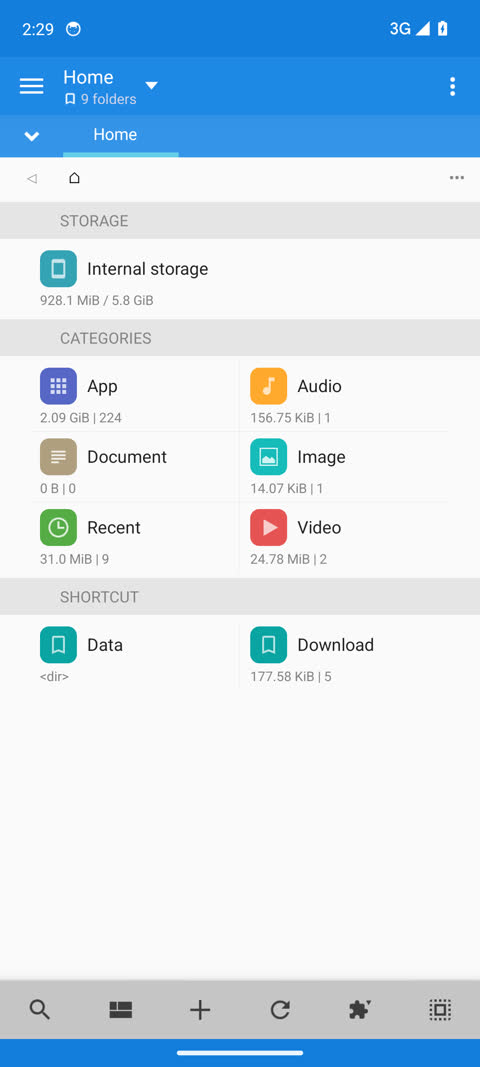 2:29
3G
Home
9 folders
Home
STORAGE
Internal storage
928.1 MiB / 5.8 GiB
CATEGORIES
App
2.09 GiB | 224
Audio
156.75 KiB | 1
Document
0 B | 0
Image
14.07 KiB | 1
Recent
31.0 MiB | 9
Video
24.78 MiB | 2
SHORTCUT
Data
<dir>
Download
177.58 KiB | 5